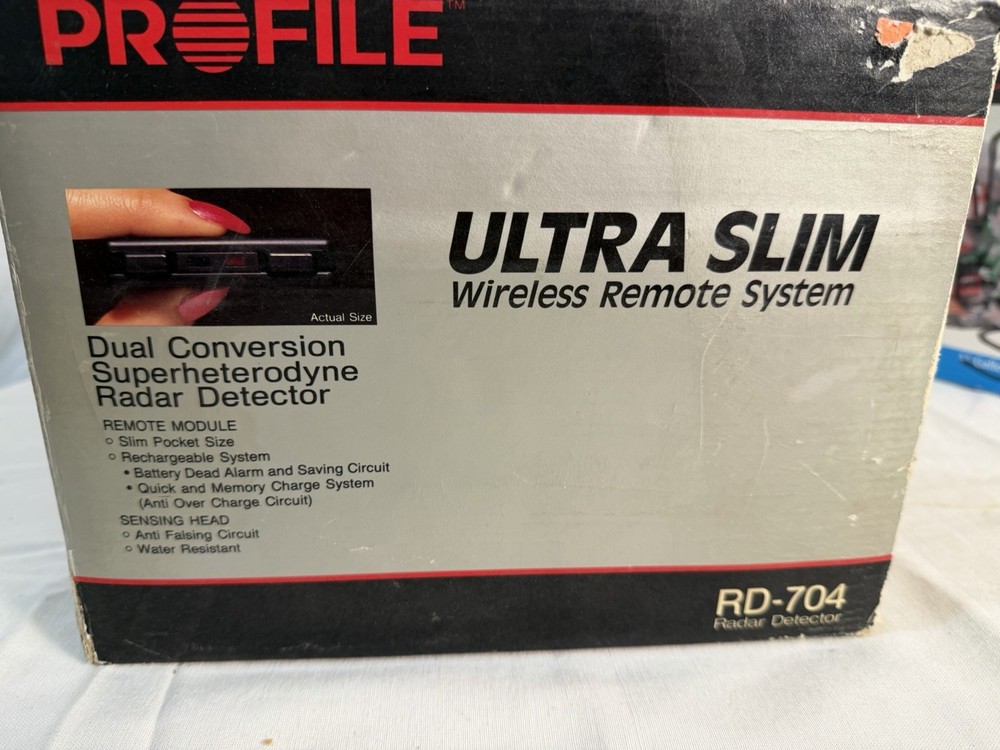 PROFILE™
ULTRA SLIM
Wireless Remote System
Actual Size
Dual Conversion
Superheterodyne
Radar Detector
REMOTE MODULE
○ Slim Pocket Size
○ Rechargeable System
• Battery Dead Alarm and Saving Circuit
• Quick and Memory Charge System
(Anti Over Charge Circuit)
SENSING HEAD
○ Anti Falsing Circuit
○ Water Resistant
RD-704
Radar Detector